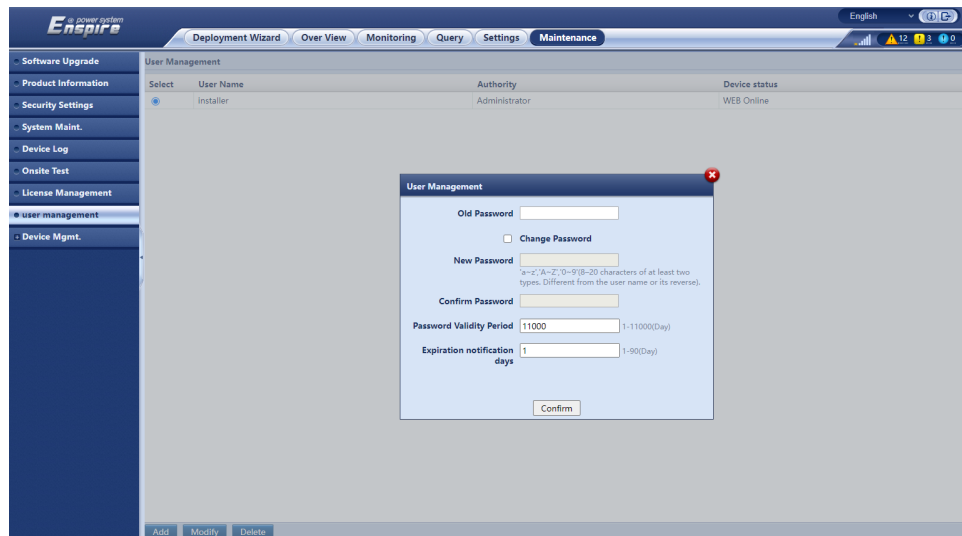 English
Enspire
@ power system
Deployment Wizard Over View Monitoring Query Settings Maintenance
12 3 0
Software Upgrade
Product Information
Security Settings
System Maint.
Device Log
Onsite Test
License Management
user management
Device Mgmt.
User Management
Select User Name Authority Device status
Installer Administrator WEB Online
User Management
Old Password
Change Password
New Password
'a~z','A~Z','0~9'(8~20 characters of at least two
types. Different from the user name or its reverse).
Confirm Password
Password Validity Period 11000 1-11000(Day)
Expiration notification 1 1-90(Day)
days
Confirm
Add Modify Delete